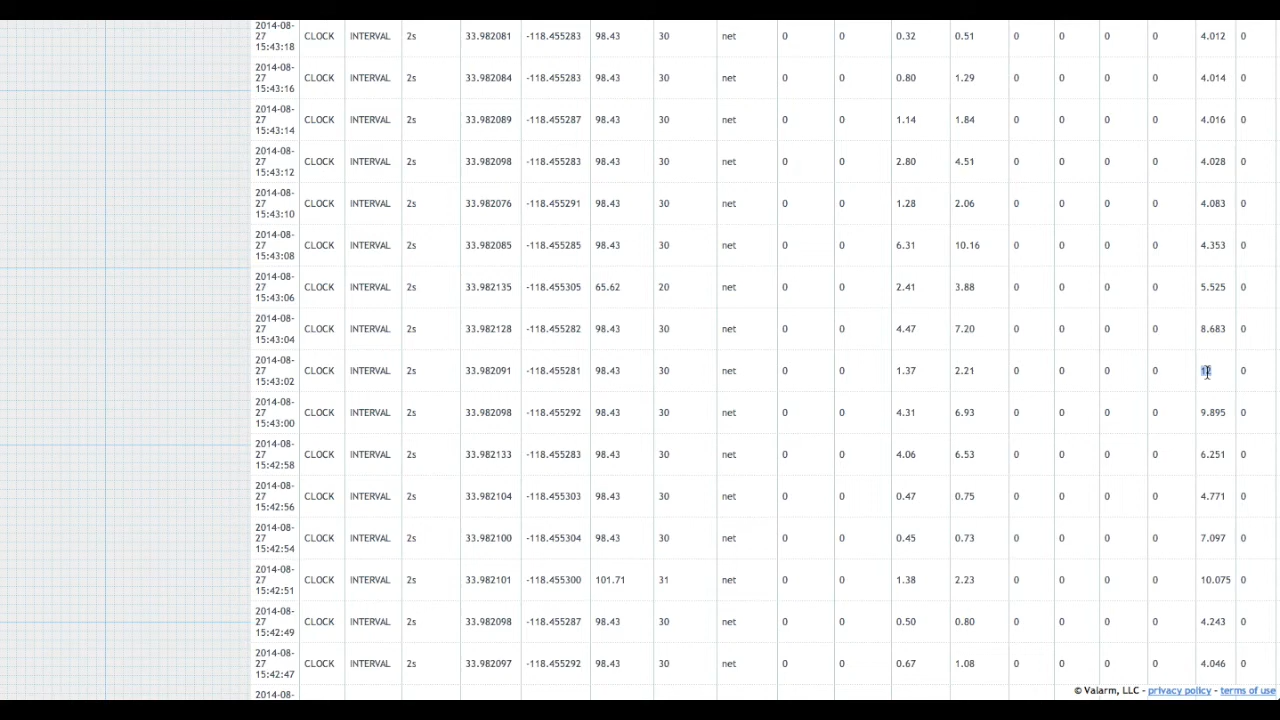 2014-08-27 15:43:18 CLOCK INTERVAL 2s 33.982081 -118.455283 98.43 30 net 0 0 0.32 0.51 0 0 0 0 4.012 0
2014-08-27 15:43:16 CLOCK INTERVAL 2s 33.982084 -118.455283 98.43 30 net 0 0 0.80 1.29 0 0 0 0 4.014 0
2014-08-27 15:43:14 CLOCK INTERVAL 2s 33.982089 -118.455287 98.43 30 net 0 0 1.14 1.84 0 0 0 0 4.016 0
2014-08-27 15:43:12 CLOCK INTERVAL 2s 33.982098 -118.455283 98.43 30 net 0 0 2.80 4.51 0 0 0 0 4.028 0
2014-08-27 15:43:10 CLOCK INTERVAL 2s 33.982076 -118.455291 98.43 30 net 0 0 1.28 2.06 0 0 0 0 4.083 0
2014-08-27 15:43:08 CLOCK INTERVAL 2s 33.982085 -118.455285 98.43 30 net 0 0 6.31 10.16 0 0 0 0 4.353 0
2014-08-27 15:43:06 CLOCK INTERVAL 2s 33.982135 -118.455305 65.62 20 net 0 0 2.41 3.88 0 0 0 0 5.525 0
2014-08-27 15:43:04 CLOCK INTERVAL 2s 33.982128 -118.455282 98.43 30 net 0 0 4.47 7.20 0 0 0 0 8.683 0
2014-08-27 15:43:02 CLOCK INTERVAL 2s 33.982091 -118.455281 98.43 30 net 0 0 1.37 2.21 0 0 0 0 0
2014-08-27 15:43:00 CLOCK INTERVAL 2s 33.982098 -118.455292 98.43 30 net 0 0 4.31 6.93 0 0 0 0 9.895 0
2014-08-27 15:42:58 CLOCK INTERVAL 2s 33.982133 -118.455283 98.43 30 net 0 0 4.06 6.53 0 0 0 0 6.251 0
2014-08-27 15:42:56 CLOCK INTERVAL 2s 33.982104 -118.455303 98.43 30 net 0 0 0.47 0.75 0 0 0 0 4.771 0
2014-08-27 15:42:54 CLOCK INTERVAL 2s 33.982100 -118.455304 98.43 30 net 0 0 0.45 0.73 0 0 0 0 7.097 0
2014-08-27 15:42:51 CLOCK INTERVAL 2s 33.982101 -118.455300 101.71 31 net 0 0 1.38 2.23 0 0 0 0 10.075 0
2014-08-27 15:42:49 CLOCK INTERVAL 2s 33.982098 -118.455287 98.43 30 net 0 0 0.50 0.80 0 0 0 0 4.243 0
2014-08-27 15:42:47 CLOCK INTERVAL 2s 33.982097 -118.455292 98.43 30 net 0 0 0.67 1.08 0 0 0 0 4.046 0
2014-08-
© Valarm, LLC - privacy policy - terms of use